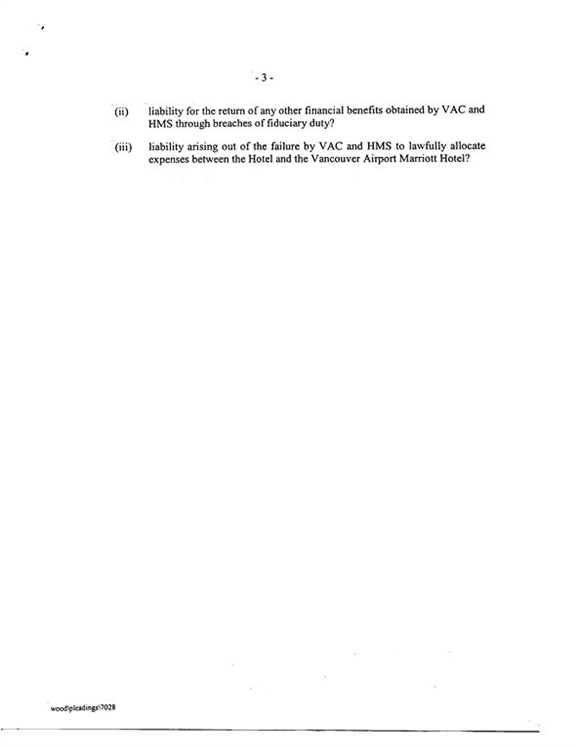 - 3 -
(ii) liability for the return of any other financial benefits obtained by VAC and
HMS through breaches of fiduciary duty?
(iii) liability arising out of the failure by VAC and HMS to lawfully allocate
expenses between the Hotel and the Vancouver Airport Marriott Hotel?
wood\pleadings\7028